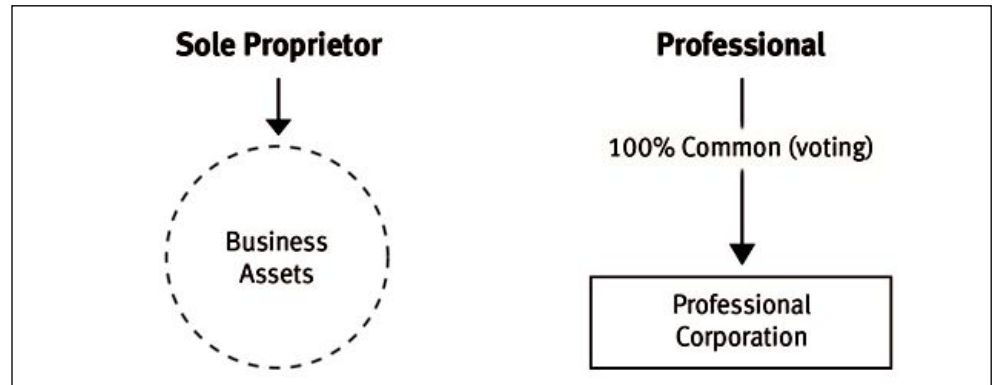 Sole Proprietor
Business
Assets
Professional
100% Common (voting)
Professional
Corporation